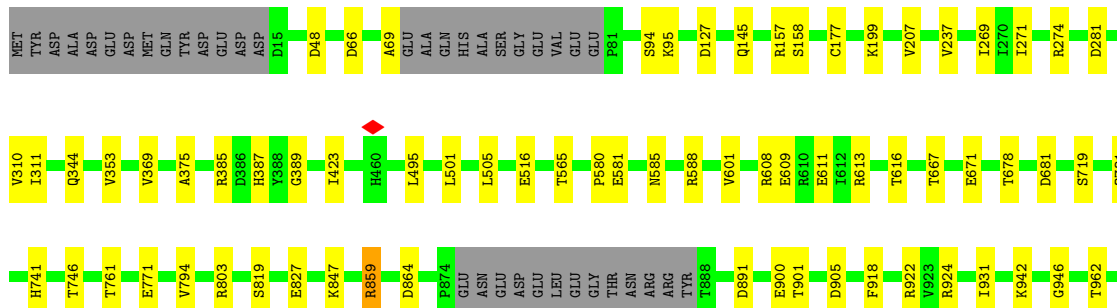 MET TYR ASP ALA ASP GLU ASP MET GLN TYR ASP GLU ASP ASP D15 D48 D66 A69 GLU ALA GLN HIS ALA SER GLY GLU VAL GLU GLU P81 S94 K95 D127 Q145 R157 S158 C177 K199 V207 V237 I269 I270 I271 R274 D281
V310 I311 Q344 V353 V369 A375 R385 D386 H387 Y388 G389 I423 H460 L495 L501 L505 E516 T565 P580 E581 N585 R588 V601 R608 E609 R610 E611 I612 R613 T616 T667 E671 T678 D681 S719
H741 T746 T761 E771 V794 R803 S819 E827 K847 R859 D864 P874 GLU ASN GLU ASP GLU LEU GLU GLY THR ASN ARG ARG TYR T888 D891 E900 T901 D905 F918 R922 V923 R924 I931 K942 G946 T962